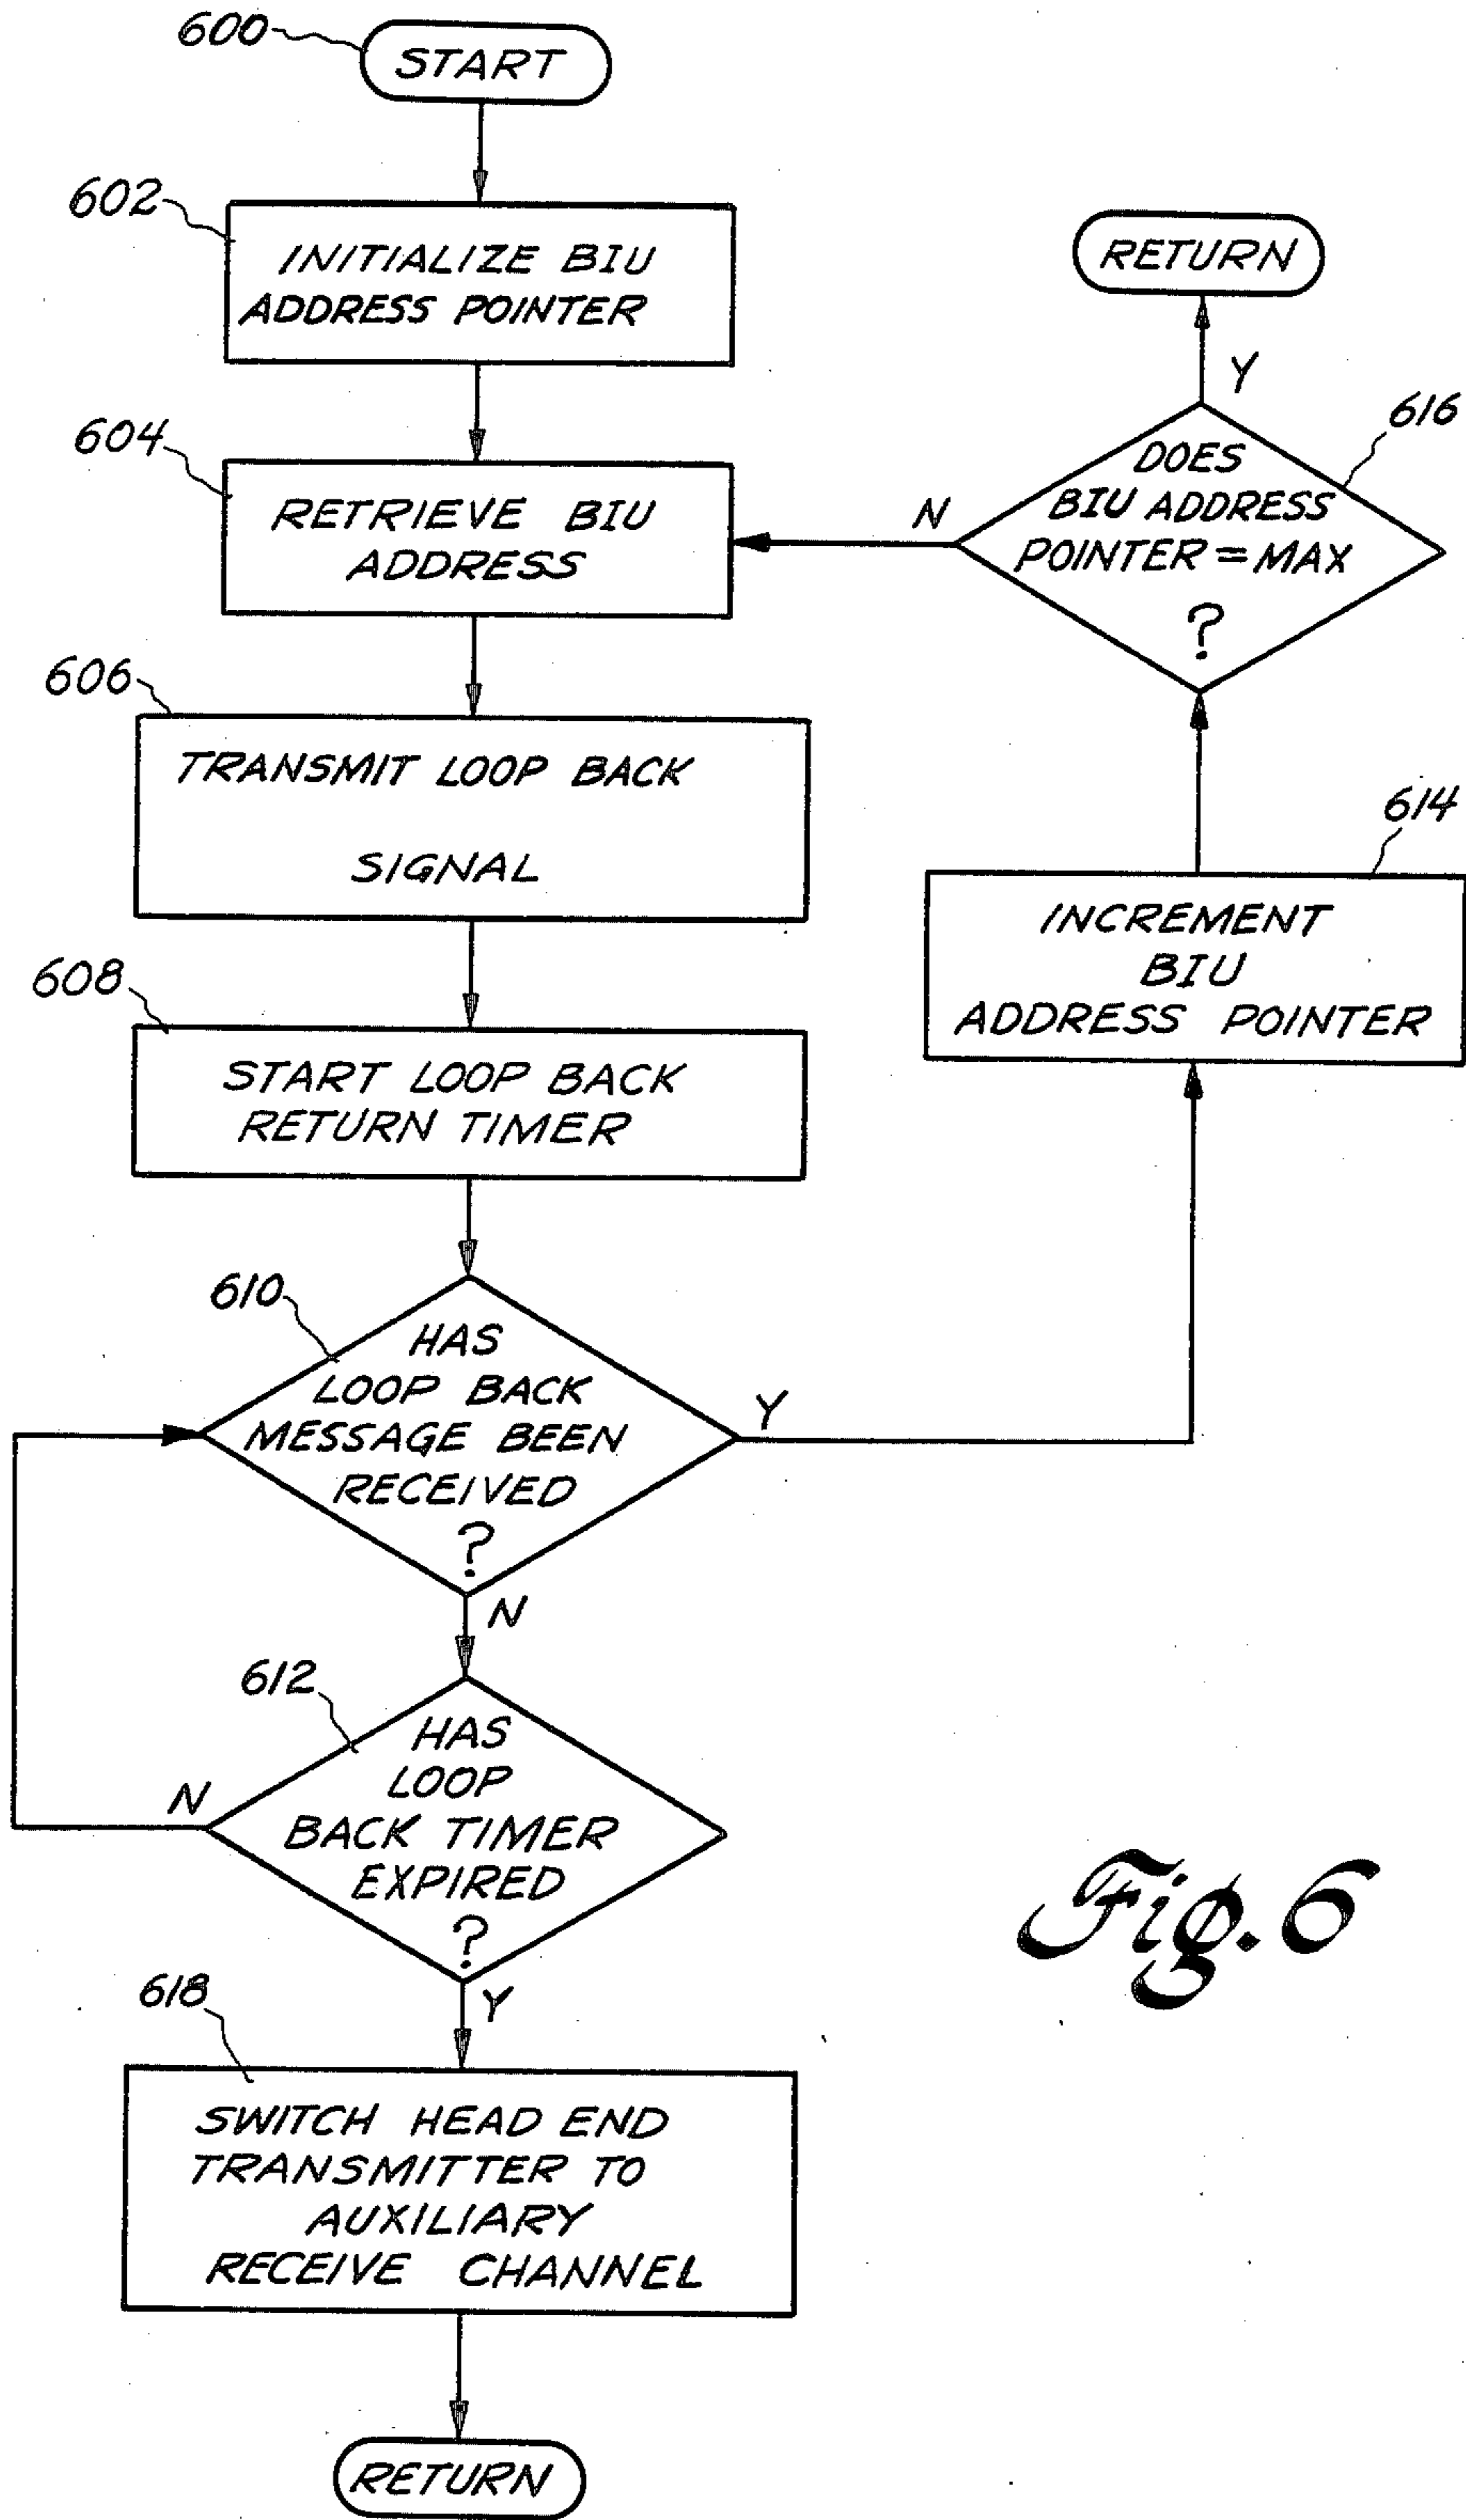 600
START
602
INITIALIZE BIU
ADDRESS POINTER
604
RETRIEVE BIU
ADDRESS
606
TRANSMIT LOOP BACK
SIGNAL
608
START LOOP BACK
RETURN TIMER
610
HAS
LOOP BACK
MESSAGE BEEN
RECEIVED
?
Y
N
612
HAS
LOOP
BACK TIMER
EXPIRED
?
N
Y
618
SWITCH HEAD END
TRANSMITTER TO
AUXILIARY
RECEIVE CHANNEL
RETURN
RETURN
Y
616
DOES
BIU ADDRESS
POINTER = MAX
?
N
614
INCREMENT
BIU
ADDRESS POINTER
Fig. 6